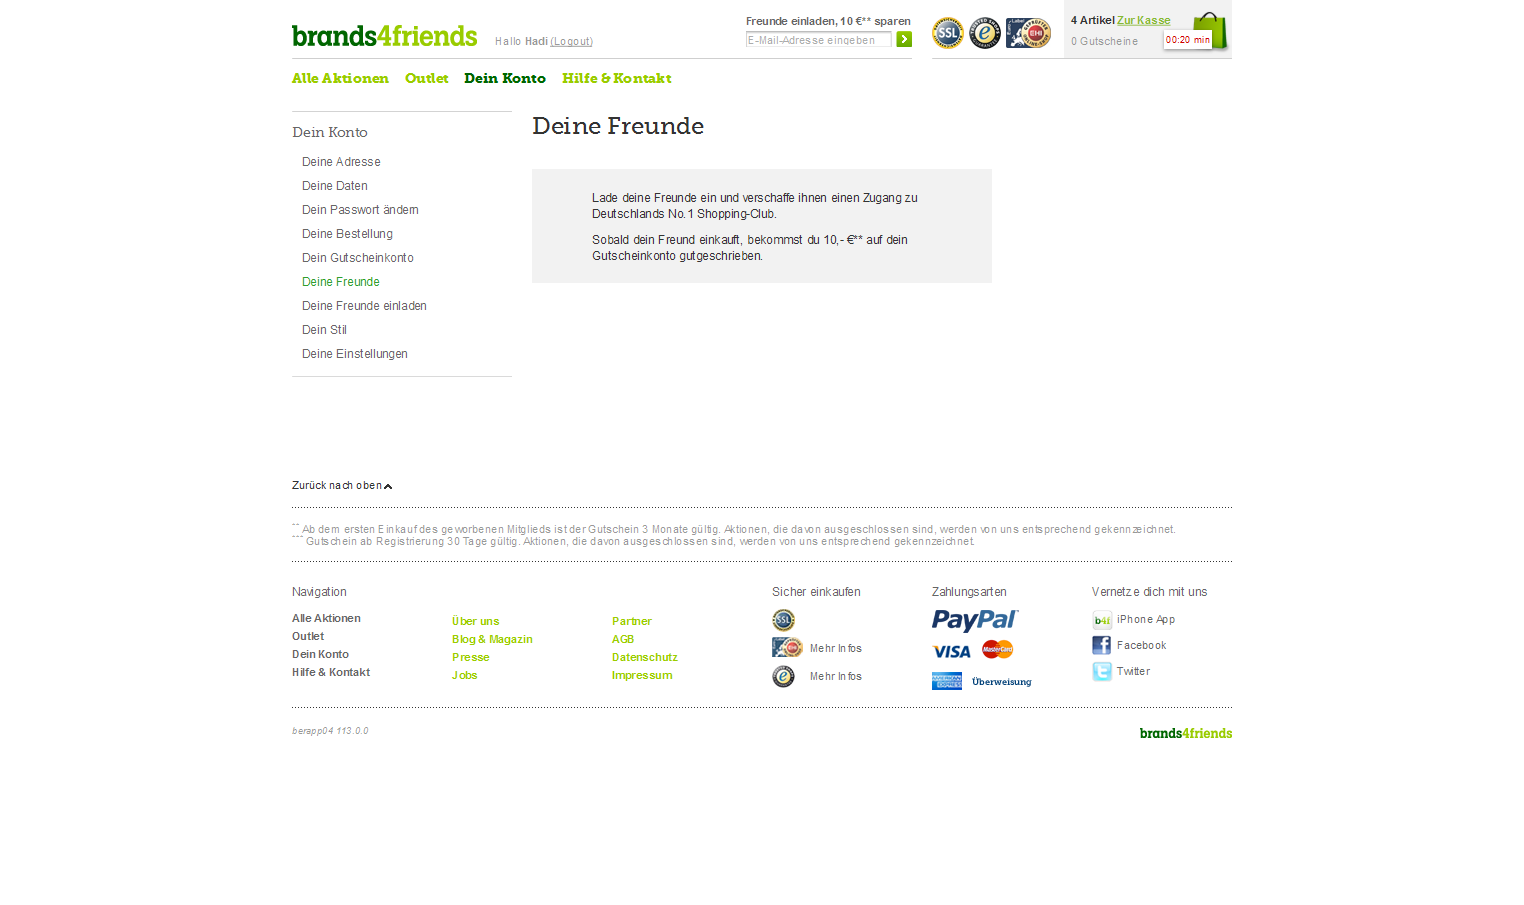 brands4friends
Hallo Hadi (Logout)
Freunde einladen, 10 €** sparen
E-Mail-Adresse eingeben
SSL
EHI
4 Artikel Zur Kasse
0 Gutscheine
00:20 min
Alle Aktionen Outlet Dein Konto Hilfe & Kontakt
Dein Konto
Deine Adresse
Deine Daten
Dein Passwort ändern
Deine Bestellung
Dein Gutscheinkonto
Deine Freunde
Deine Freunde einladen
Dein Stil
Deine Einstellungen
Deine Freunde
Lade deine Freunde ein und verschaffe ihnen einen Zugang zu
Deutschlands No.1 Shopping-Club.
Sobald dein Freund einkauft, bekommst du 10,- €** auf dein
Gutscheinkonto gutgeschrieben.
Zurück nach oben
** Ab dem ersten Einkauf des geworbenen Mitglieds ist der Gutschein 3 Monate gültig. Aktionen, die davon ausgeschlossen sind, werden von uns entsprechend gekennzeichnet.
*** Gutschein ab Registrierung 30 Tage gültig. Aktionen, die davon ausgeschlossen sind, werden von uns entsprechend gekennzeichnet.
Navigation
Alle Aktionen
Outlet
Dein Konto
Hilfe & Kontakt
Über uns
Blog & Magazin
Presse
Jobs
Partner
AGB
Datenschutz
Impressum
Sicher einkaufen
SSL
Mehr Infos
Mehr Infos
Zahlungsarten
PayPal
VISA MasterCard
AMERICAN EXPRESS Überweisung
Vernetze dich mit uns
b4f iPhone App
Facebook
Twitter
berapp04 113.0.0
brands4friends